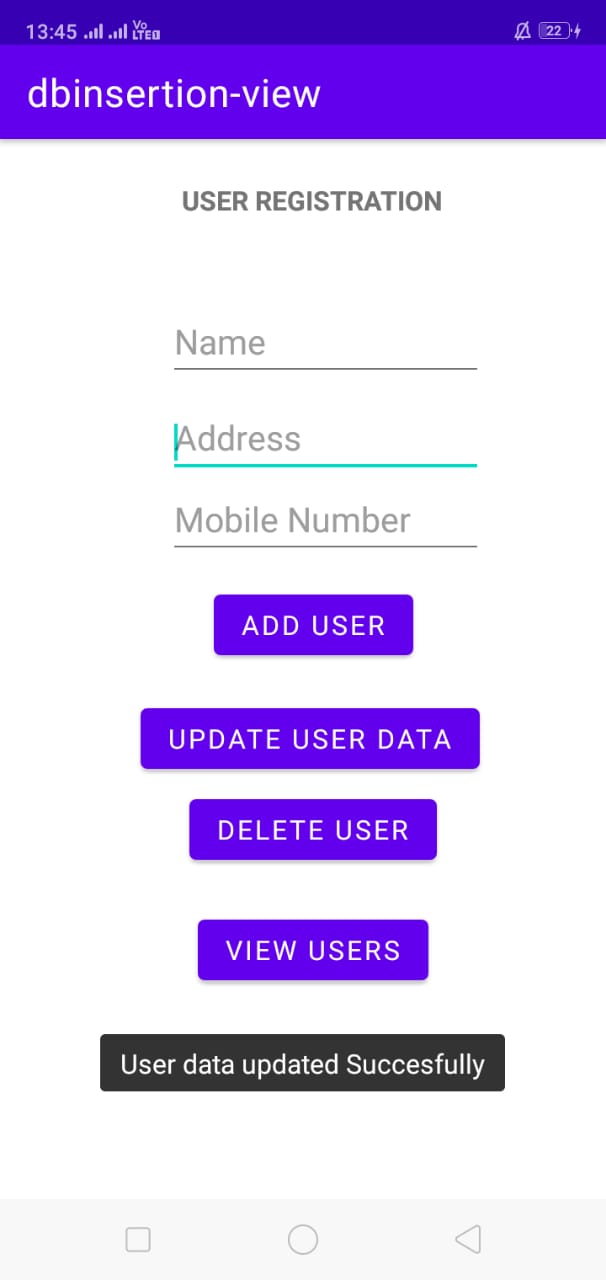 13:45 Vo LTE 22
dbinsertion-view
USER REGISTRATION
Name
Address
Mobile Number
ADD USER
UPDATE USER DATA
DELETE USER
VIEW USERS
User data updated Succesfully